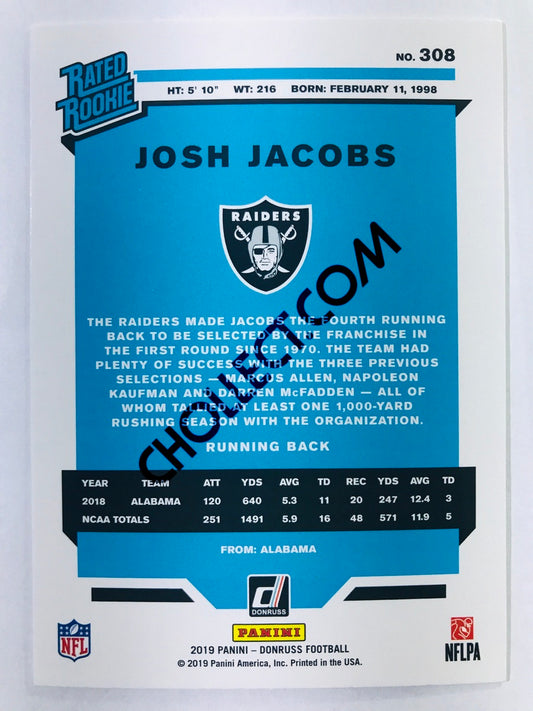 NO. 308
RATED
ROOKIE
HT: 5' 10" WT: 216 BORN: FEBRUARY 11, 1998
JOSH JACOBS
RAIDERS
THE RAIDERS MADE JACOBS THE FOURTH RUNNING
BACK TO BE SELECTED BY THE FRANCHISE IN
THE FIRST ROUND SINCE 1970. THE TEAM HAD
PLENTY OF SUCCESS WITH THE THREE PREVIOUS
SELECTIONS — MARCUS ALLEN, NAPOLEON
KAUFMAN AND DARREN McFADDEN — ALL OF
WHOM TALLIED AT LEAST ONE 1,000-YARD
RUSHING SEASON WITH THE ORGANIZATION.
CHOLLECT.COM
RUNNING BACK
YEAR TEAM ATT YDS AVG TD REC YDS AVG TD
2018 ALABAMA 120 640 5.3 11 20 247 12.4 3
NCAA TOTALS 251 1491 5.9 16 48 571 11.9 5
FROM: ALABAMA
d
DONRUSS
PANINI
NFL
NFLPA
2019 PANINI – DONRUSS FOOTBALL
© 2019 Panini America, Inc. Printed in the USA.